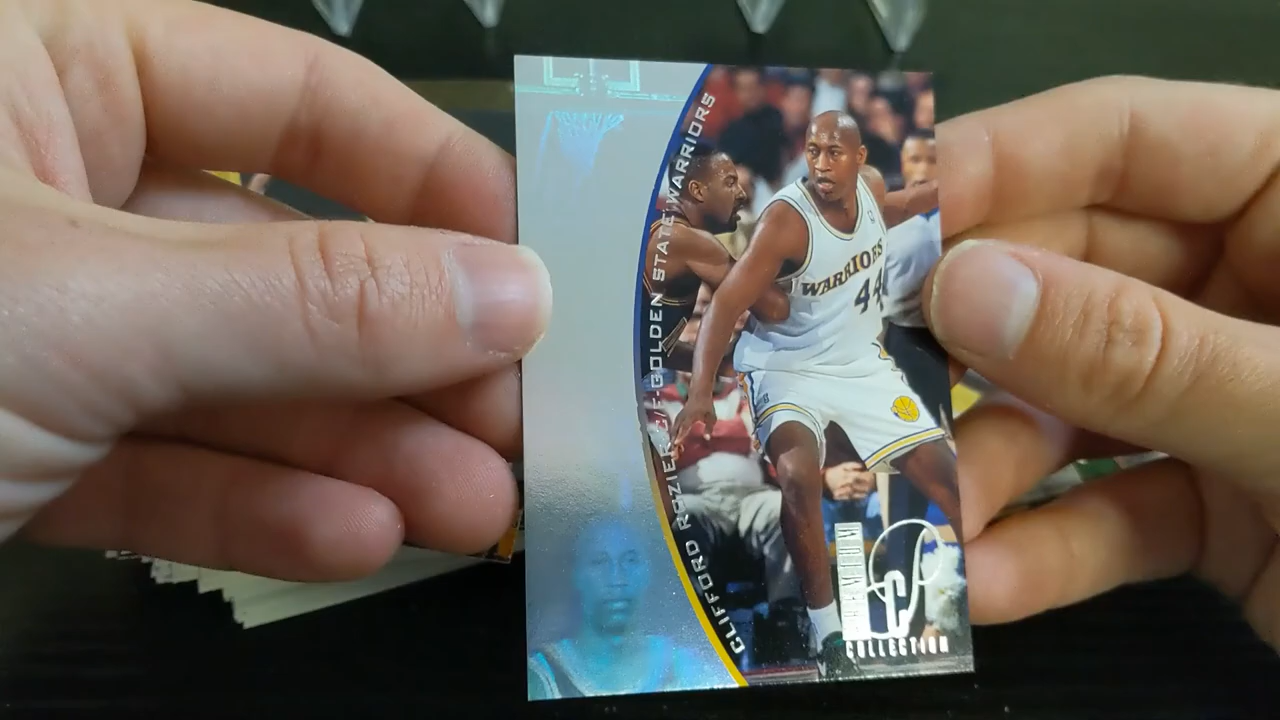 CLIFFORD ROZIER F-GOLDEN STATE WARRIORS
WARRIORS
44
PREMIUM
COLLECTION